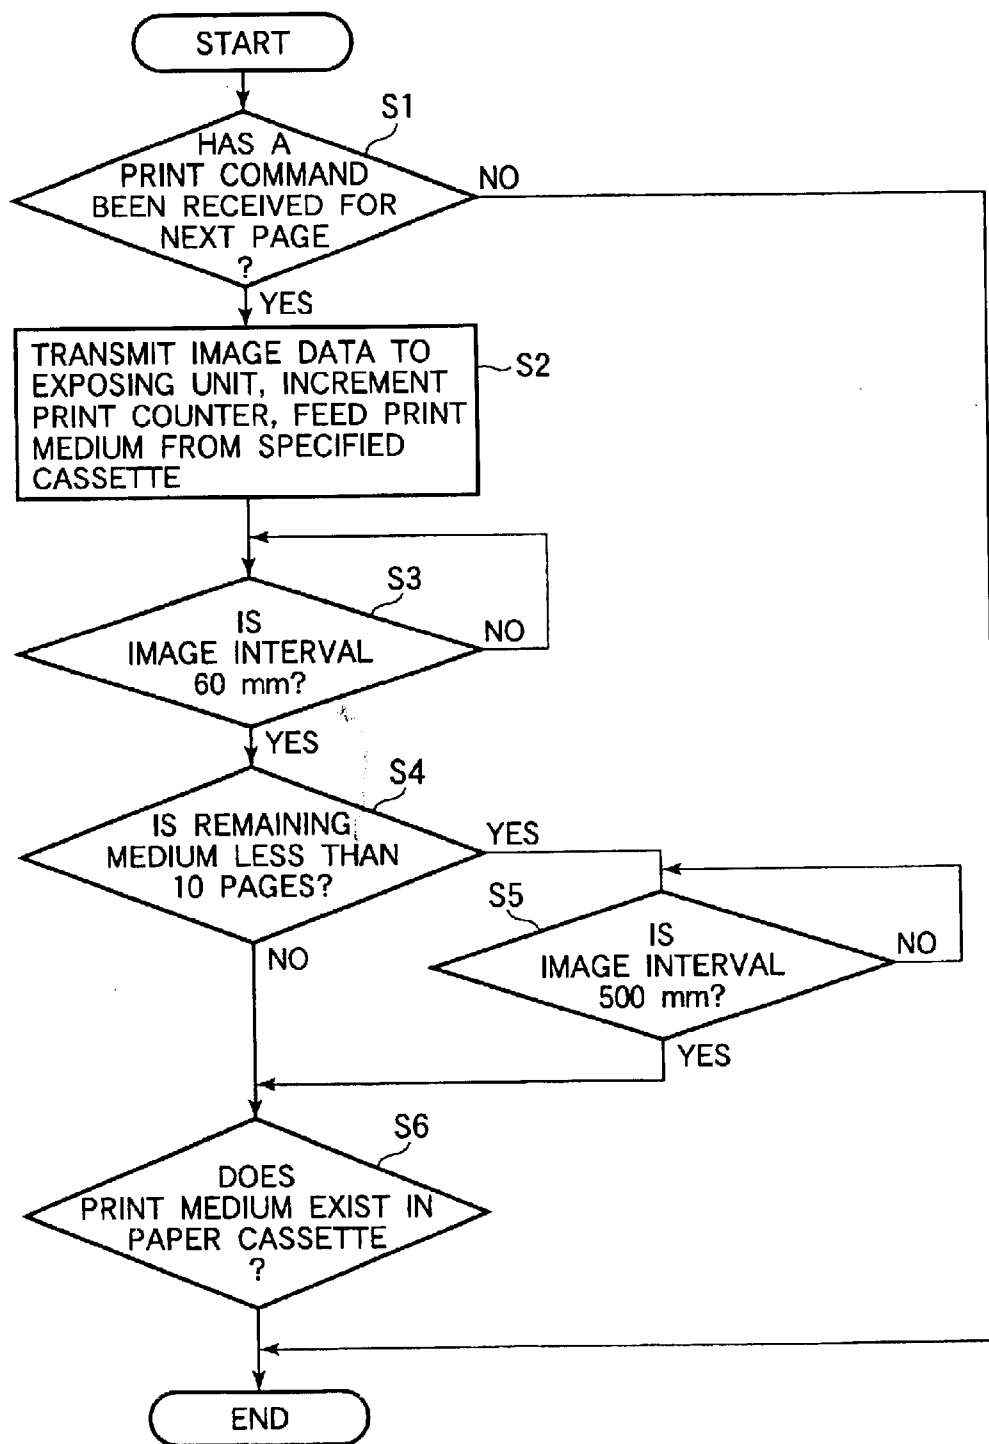 START
S1
HAS A
PRINT COMMAND
BEEN RECEIVED FOR
NEXT PAGE
?
NO
YES
TRANSMIT IMAGE DATA TO
EXPOSING UNIT, INCREMENT
PRINT COUNTER, FEED PRINT
MEDIUM FROM SPECIFIED
CASSETTE
S2
S3
IS
IMAGE INTERVAL
60 mm?
NO
YES
S4
IS REMAINING
MEDIUM LESS THAN
10 PAGES?
YES
NO
S5
IS
IMAGE INTERVAL
500 mm?
NO
YES
S6
DOES
PRINT MEDIUM EXIST IN
PAPER CASSETTE
?
END